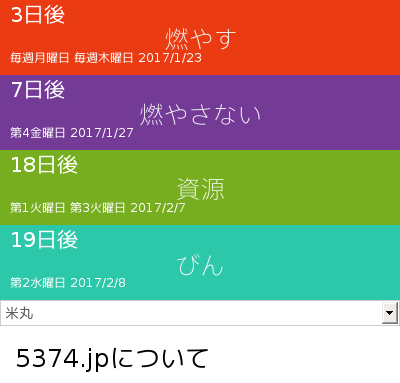 3日後
燃やす
毎週月曜日 毎週木曜日 2017/1/23
7日後
燃やさない
第4金曜日 2017/1/27
18日後
資源
第1火曜日 第3火曜日 2017/2/7
19日後
びん
第2水曜日 2017/2/8
米丸
5374.jpについて